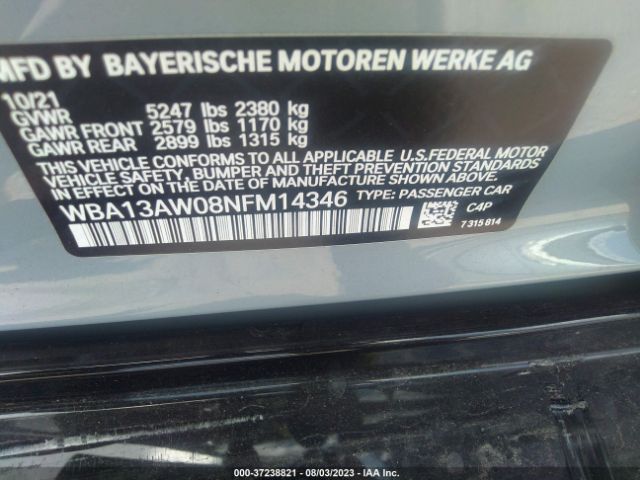 MFD BY BAYERISCHE MOTOREN WERKE AG
10/21
GVWR 5247 lbs 2380 kg
GAWR FRONT 2579 lbs 1170 kg
GAWR REAR 2899 lbs 1315 kg
THIS VEHICLE CONFORMS TO ALL APPLICABLE U.S.FEDERAL MOTOR
VEHICLE SAFETY, BUMPER AND THEFT PREVENTION STANDARDS
IN EFFECT ON THE DATE OF MANUFACTURE SHOWN ABOVE.
WBA13AW08NFM14346 TYPE: PASSENGER CAR
C4P
7 315 814
000-37238821 - 08/03/2023 - IAA Inc.